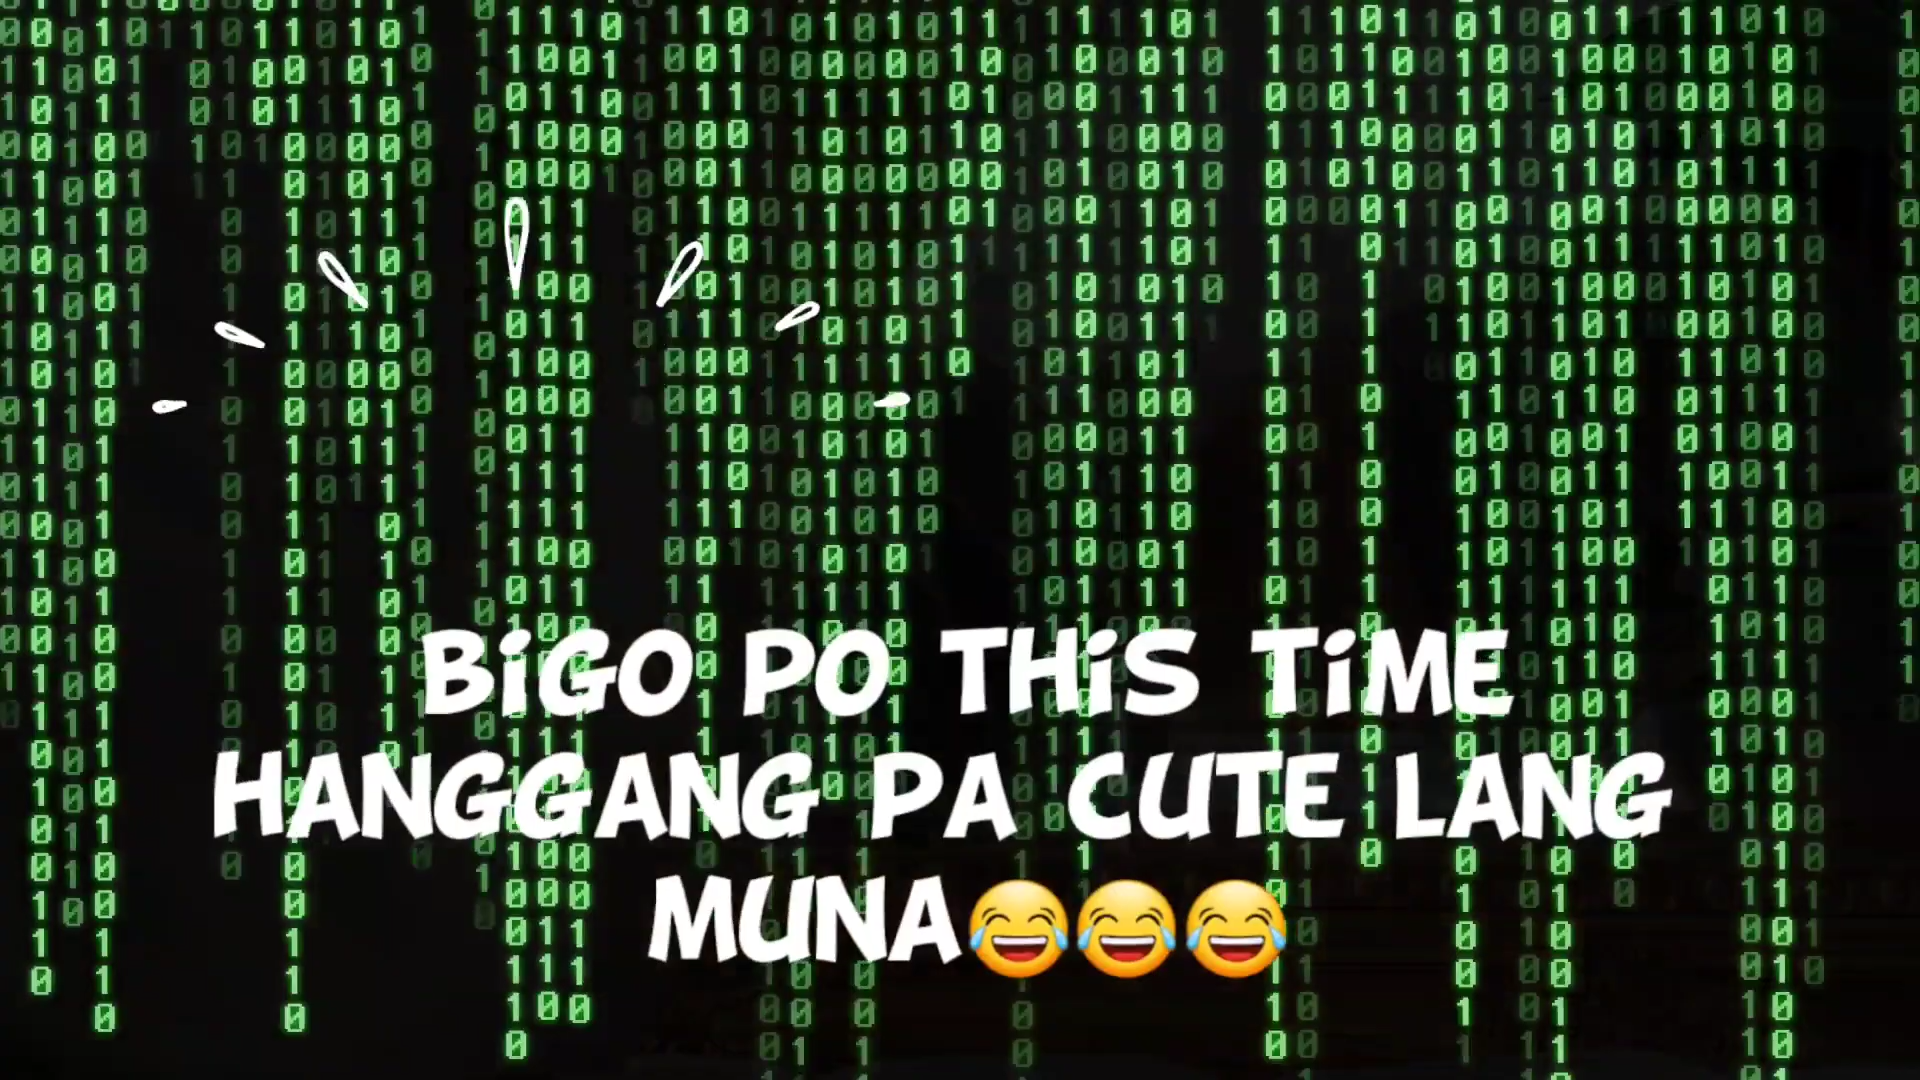 BiGO PO THiS TiME
HANGGANG PA CUTE LANG
MUNA😂😂😂